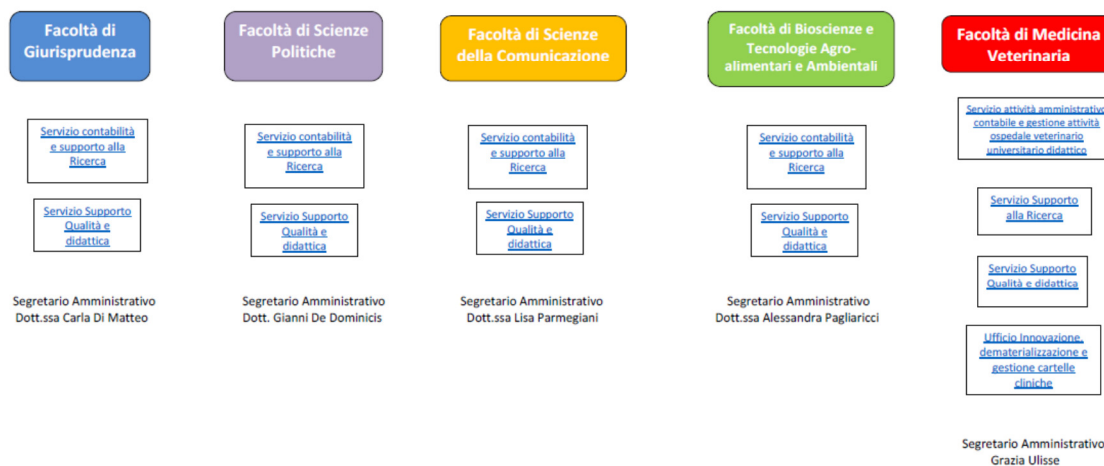 Facoltà di
Giurisprudenza
Servizio contabilità
e supporto alla
Ricerca
Servizio Supporto
Qualità e
didattica
Segretario Amministrativo
Dott.ssa Carla Di Matteo
Facoltà di Scienze
Politiche
Servizio contabilità
e supporto alla
Ricerca
Servizio Supporto
Qualità e
didattica
Segretario Amministrativo
Dott. Gianni De Dominicis
Facoltà di Scienze
della Comunicazione
Servizio contabilità
e supporto alla
Ricerca
Servizio Supporto
Qualità e
didattica
Segretario Amministrativo
Dott.ssa Lisa Parmegiani
Facoltà di Bioscienze e
Tecnologie Agro-
alimentari e Ambientali
Servizio contabilità
e supporto alla
Ricerca
Servizio Supporto
Qualità e
didattica
Segretario Amministrativo
Dott.ssa Alessandra Pagliaricci
Facoltà di Medicina
Veterinaria
Servizio attività amministrativo
contabile e gestione attività
ospedale veterinario
universitario didattico
Servizio Supporto
alla Ricerca
Servizio Supporto
Qualità e didattica
Ufficio Innovazione,
dematerializzazione e
gestione cartelle
cliniche
Segretario Amministrativo
Grazia Ulisse